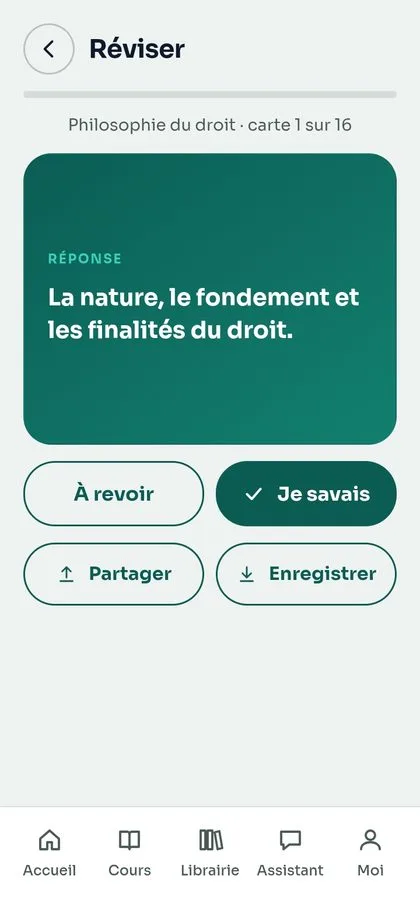 Réviser
Philosophie du droit · carte 1 sur 16
RÉPONSE
La nature, le fondement et
les finalités du droit.
À revoir
Je savais
Partager
Enregistrer
Accueil
Cours
Librairie
Assistant
Moi